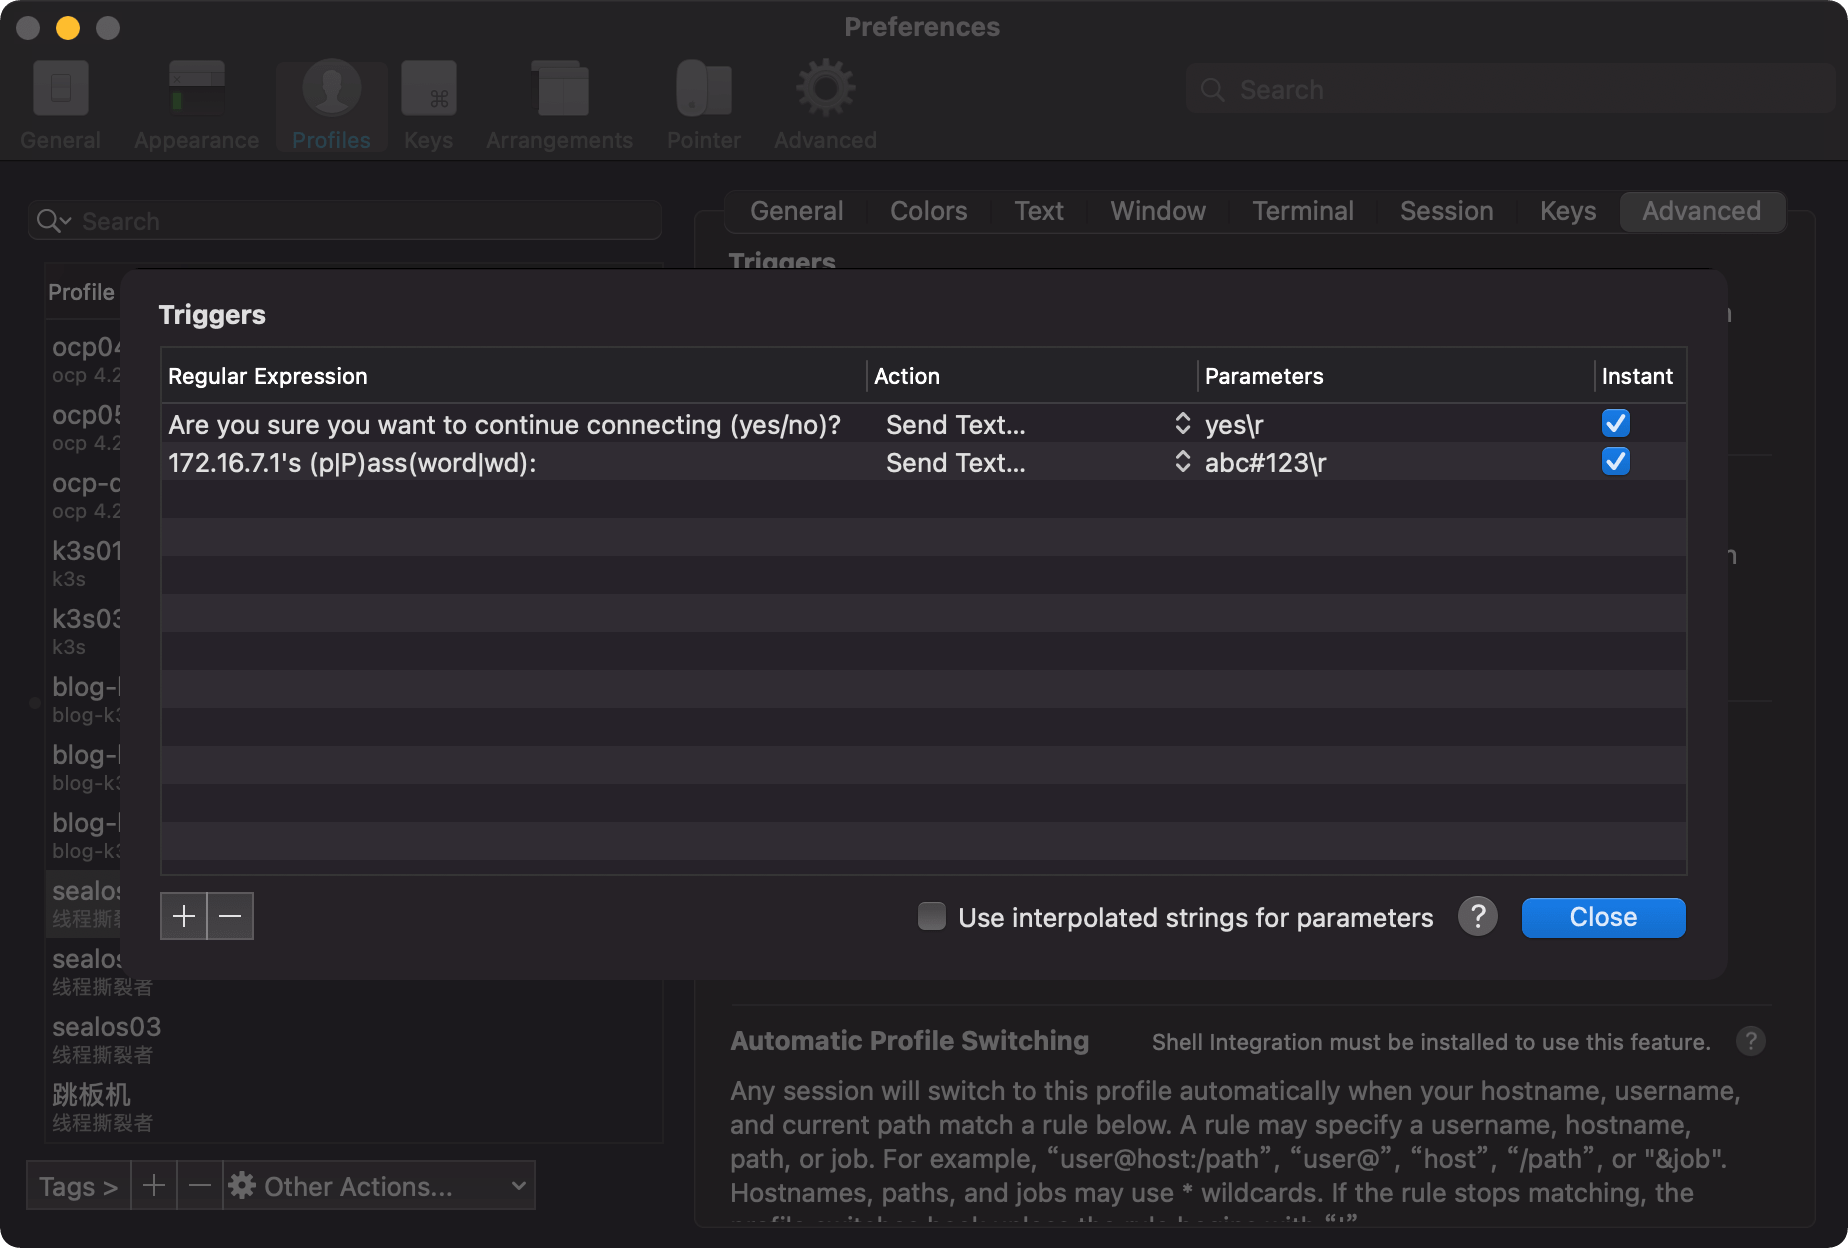 Preferences
General
Appearance
Profiles
Keys
Arrangements
Pointer
Advanced
Search
Search
General
Colors
Text
Window
Terminal
Session
Keys
Advanced
Triggers
Profile
ocp04
ocp 4.2
ocp05
ocp 4.2
ocp 4.2
k3s01
k3s
k3s03
k3s
blog-
blog-k3
blog-
blog-k3
blog-
blog-k3
sealos
线程撕裂
sealos
线程撕裂者
sealos03
线程撕裂者
跳板机
线程撕裂者
Triggers
Regular Expression
Action
Parameters
Instant
Are you sure you want to continue connecting (yes/no)?
Send Text...
yes\r
172.16.7.1's (p|P)ass(word|wd):
Send Text...
abc#123\r
+
—
Use interpolated strings for parameters
?
Close
Automatic Profile Switching
Shell Integration must be installed to use this feature.
?
Any session will switch to this profile automatically when your hostname, username,
and current path match a rule below. A rule may specify a username, hostname,
path, or job. For example, “user@host:/path”, “user@”, “host”, “/path”, or "&job".
Hostnames, paths, and jobs may use * wildcards. If the rule stops matching, the
profile switches back unless the rule begins with “!”
Tags >
+
—
Other Actions...